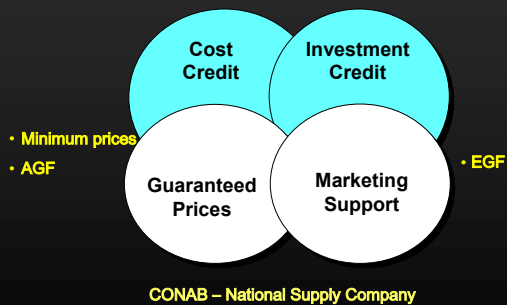 Cost
Credit
Investment
Credit
• Minimum prices
• AGF
Guaranteed
Prices
Marketing
Support
• EGF
CONAB – National Supply Company